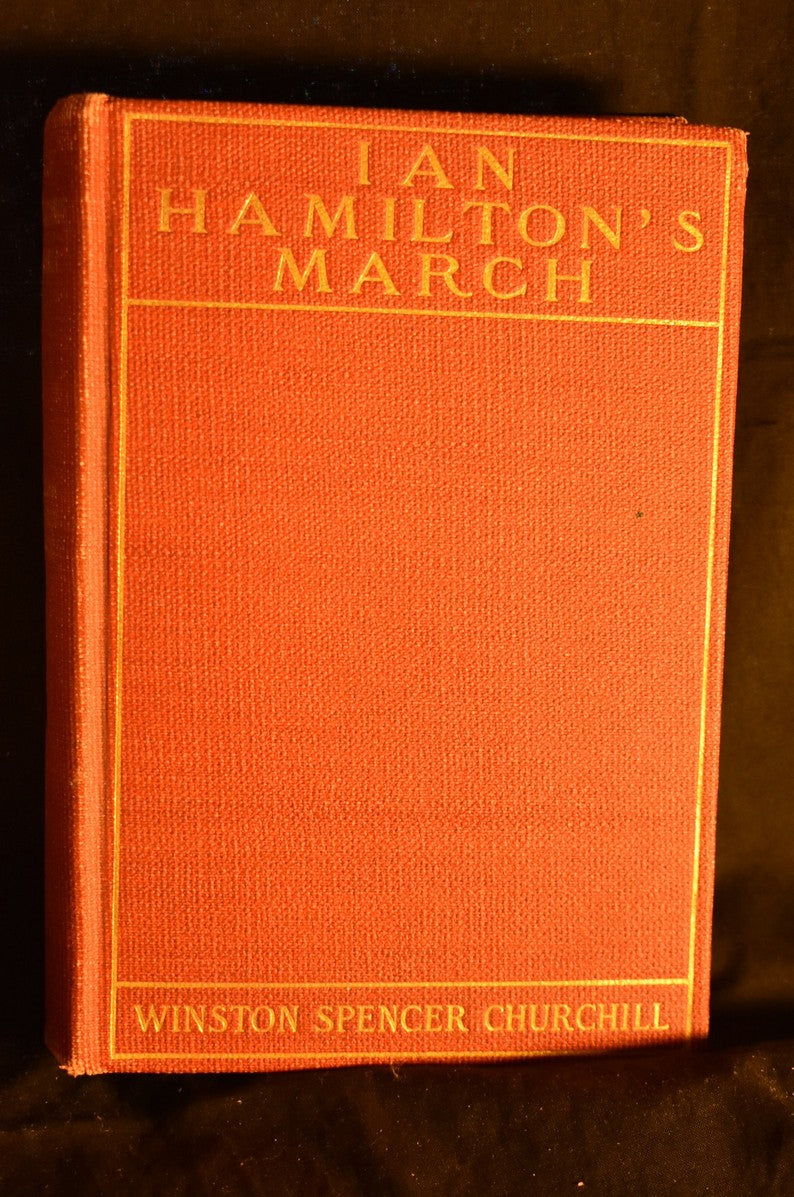 IAN
HAMILTON'S
MARCH
WINSTON SPENCER CHURCHILL